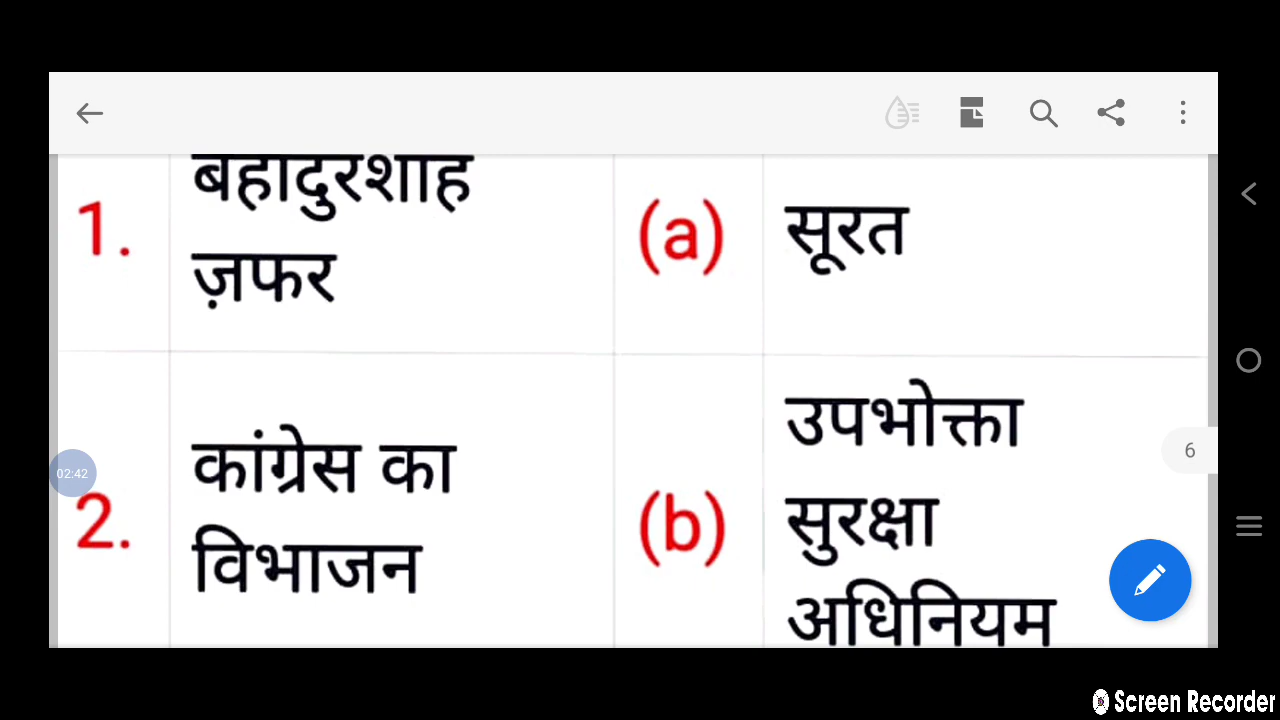 1.
बहादुरशाह
ज़फर
(a)
सूरत
2.
कांग्रेस का
विभाजन
(b)
उपभोक्ता
सुरक्षा
अधिनियम
6
02:42
Screen Recorder